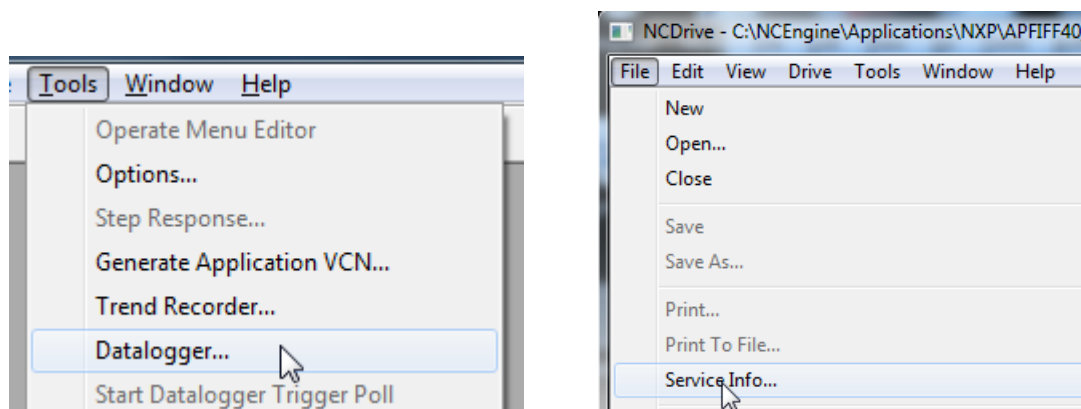 Tools Window Help
Operate Menu Editor
Options...
Step Response...
Generate Application VCN...
Trend Recorder...
Datalogger...
Start Datalogger Trigger Poll
NCDrive - C:\NCEngine\Applications\NXP\APFIFF40
File Edit View Drive Tools Window Help
New
Open...
Close
Save
Save As...
Print...
Print To File...
Service Info...